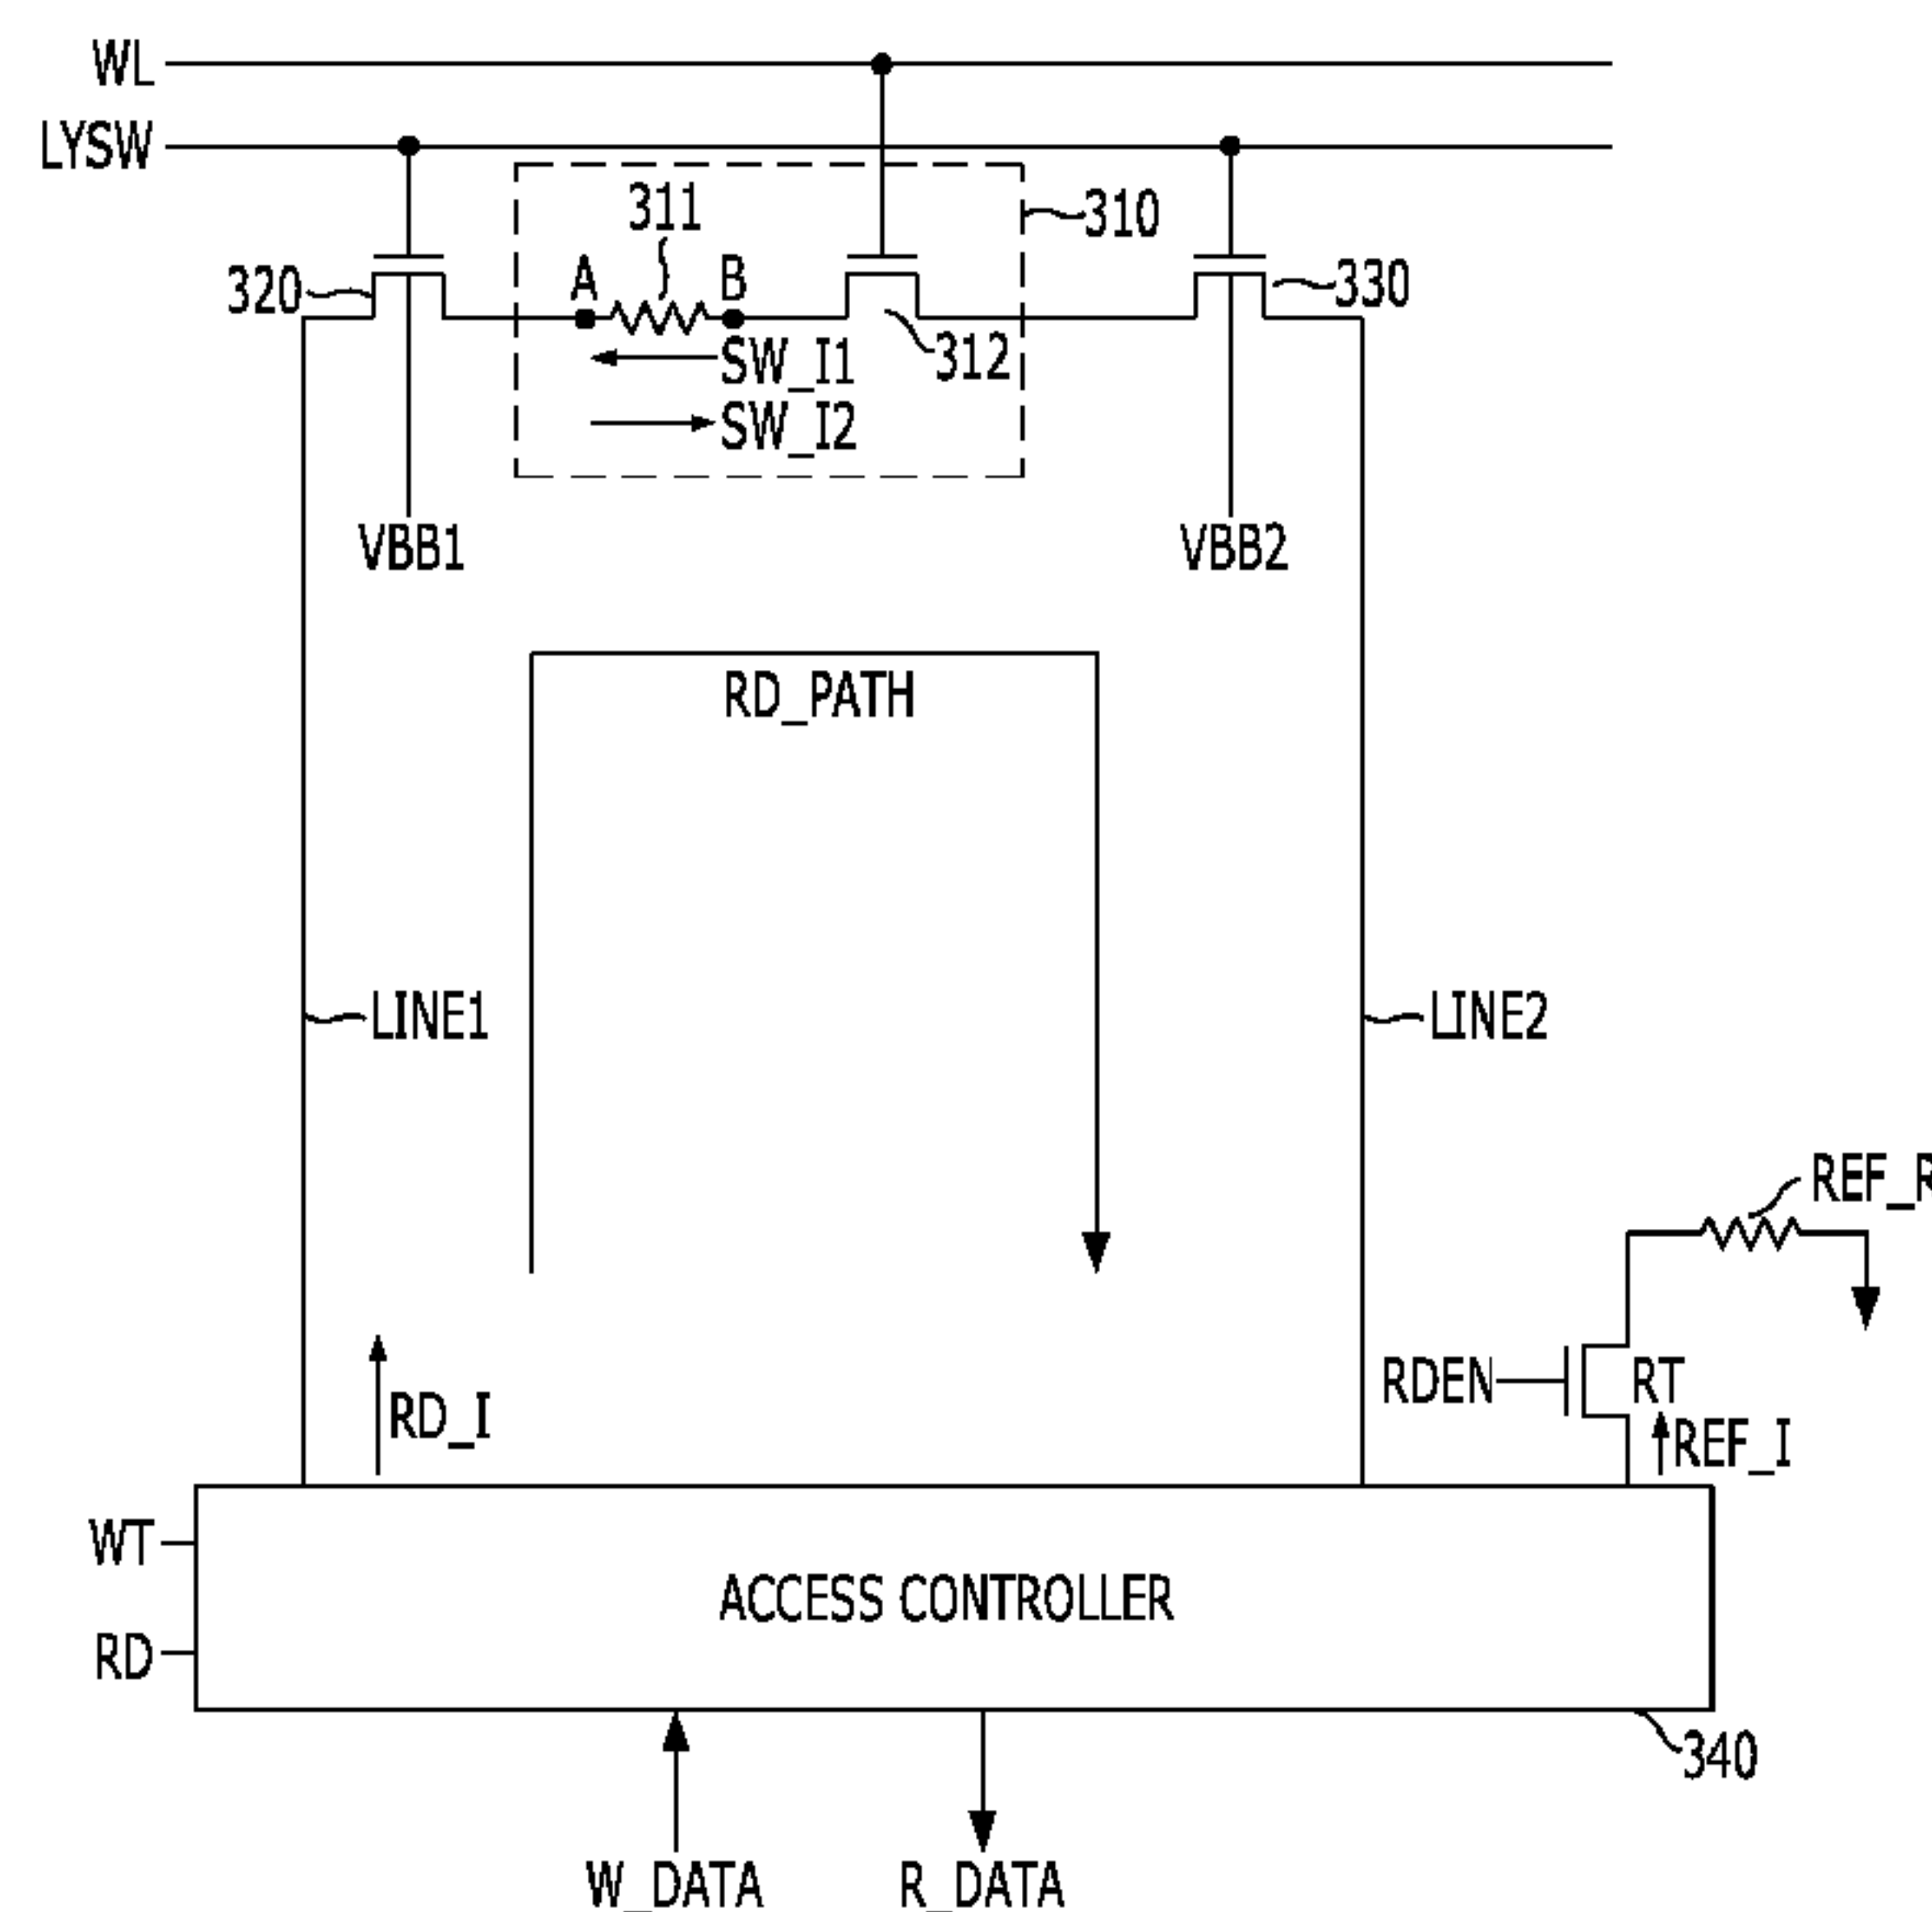 WL
LYSW
311
310
320
A
B
330
SW_I1
312
SW_I2
VBB1
VBB2
RD_PATH
LINE1
LINE2
REF_R
RDEN
RT
RD_I
REF_I
WT
ACCESS CONTROLLER
RD
340
W_DATA
R_DATA